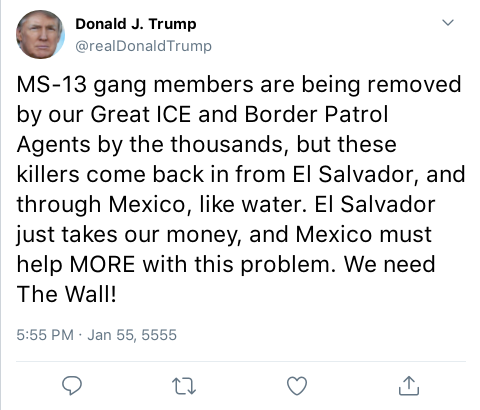 Donald J. Trump
@realDonaldTrump
MS-13 gang members are being removed
by our Great ICE and Border Patrol
Agents by the thousands, but these
killers come back in from El Salvador, and
through Mexico, like water. El Salvador
just takes our money, and Mexico must
help MORE with this problem. We need
The Wall!
5:55 PM · Jan 55, 5555